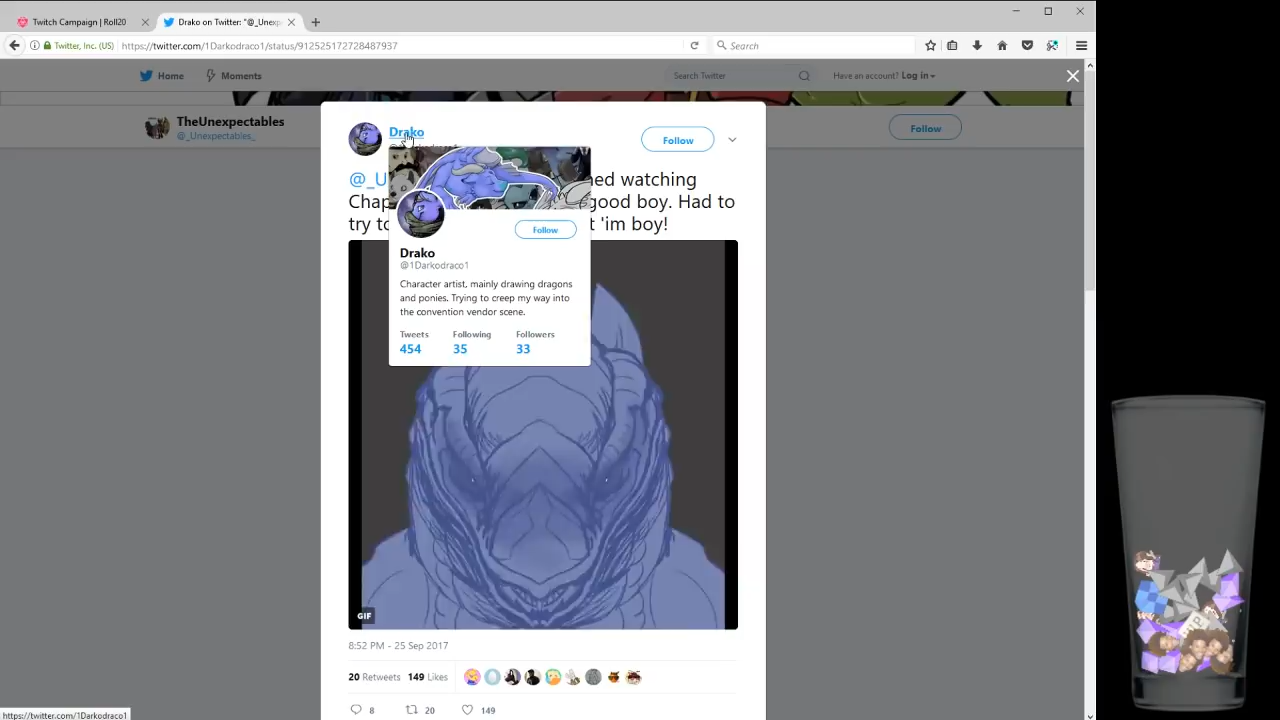 Twitch Campaign | Roll20
Drako on Twitter: "@_Unexp
Twitter, Inc. (US)
https://twitter.com/1Darkodraco1/status/912525172728487937
Search
Home
Moments
Search Twitter
Have an account? Log in
TheUnexpectables
@_Unexpectables_
Follow
Drako
Follow
@_U
ned watching
Chap
good boy. Had to
try to
t 'im boy!
Follow
Drako
@1Darkodraco1
Character artist, mainly drawing dragons
and ponies. Trying to creep my way into
the convention vendor scene.
Tweets Following Followers
454 35 33
GIF
8:52 PM - 25 Sep 2017
20 Retweets 149 Likes
8 20 149
https://twitter.com/1Darkodraco1